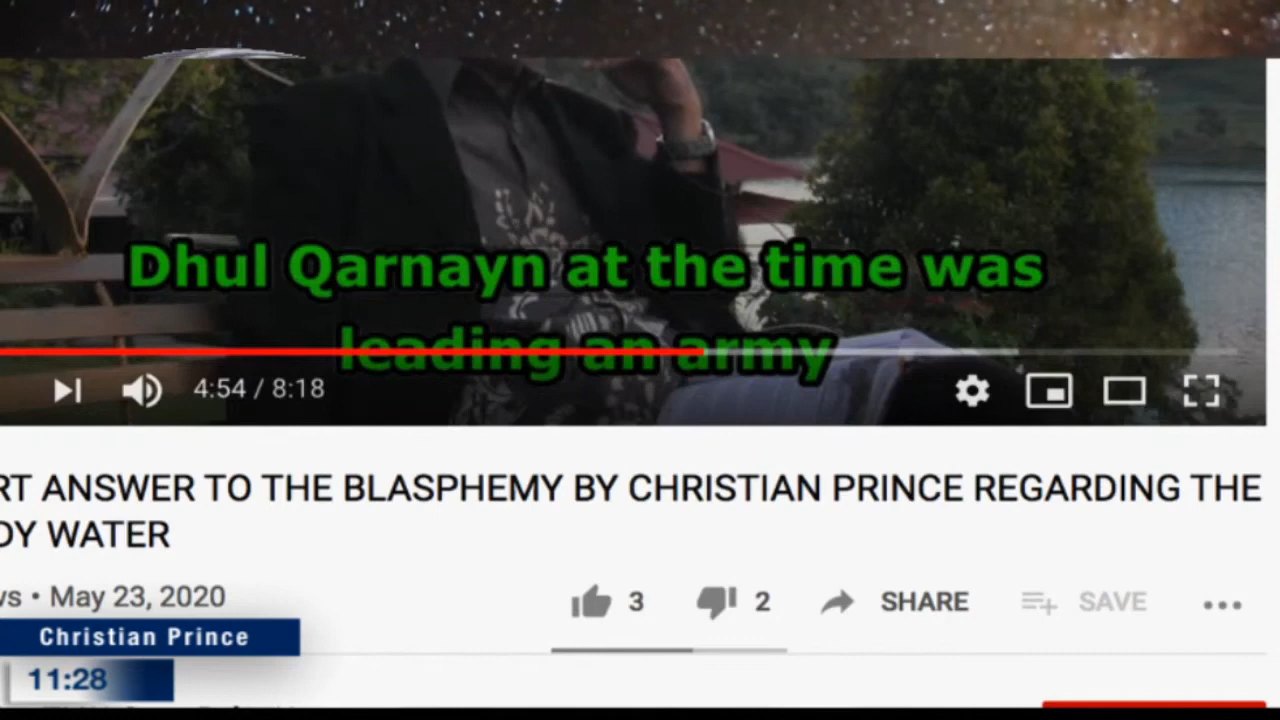 Dhul Qarnayn at the time was
leading an army
4:54 / 8:18
RT ANSWER TO THE BLASPHEMY BY CHRISTIAN PRINCE REGARDING THE
DY WATER
ws • May 23, 2020
3
2
SHARE
SAVE
Christian Prince
11:28